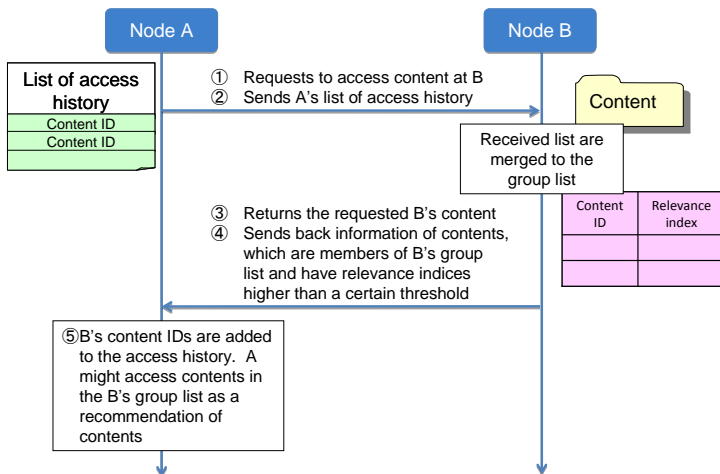 Node A
Node B
List of access
history
Content ID
Content ID
① Requests to access content at B
② Sends A's list of access history
Content
Received list are
merged to the
group list
Content
ID
Relevance
index
③ Returns the requested B's content
④ Sends back information of contents,
which are members of B's group
list and have relevance indices
higher than a certain threshold
⑤B's content IDs are added
to the access history.  A
might access contents in
the B's group list as a
recommendation of
contents